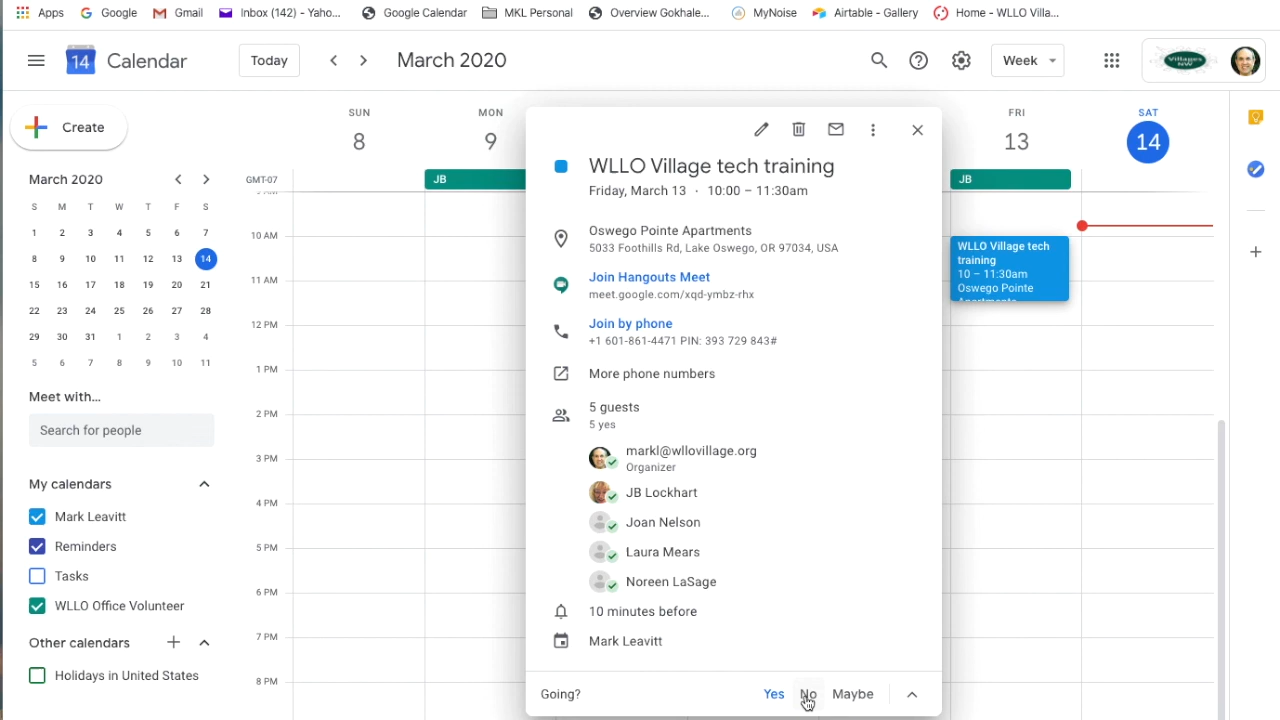 Apps
Google
Gmail
Inbox (142) - Yaho...
Google Calendar
MKL Personal
Overview Gokhale...
MyNoise
Airtable - Gallery
Home - WLLO Villa...
14
Calendar
Today
March 2020
Week
Villages NW
Create
SUN
8
MON
9
FRI
13
SAT
14
GMT-07
JB
JB
March 2020
S M T W T F S
1 2 3 4 5 6 7
8 9 10 11 12 13 14
15 16 17 18 19 20 21
22 23 24 25 26 27 28
29 30 31 1 2 3 4
5 6 7 8 9 10 11
Meet with...
Search for people
My calendars
Mark Leavitt
Reminders
Tasks
WLLO Office Volunteer
Other calendars
Holidays in United States
10 AM
11 AM
12 PM
1 PM
2 PM
3 PM
4 PM
5 PM
6 PM
7 PM
8 PM
WLLO Village tech training
Friday, March 13 · 10:00 – 11:30am
Oswego Pointe Apartments
5033 Foothills Rd, Lake Oswego, OR 97034, USA
Join Hangouts Meet
meet.google.com/xqd-ymbz-rhx
Join by phone
+1 601-861-4471 PIN: 393 729 843#
More phone numbers
5 guests
5 yes
markl@wllovillage.org
Organizer
JB Lockhart
Joan Nelson
Laura Mears
Noreen LaSage
10 minutes before
Mark Leavitt
Going?
Yes
No
Maybe
WLLO Village tech
training
10 – 11:30am
Oswego Pointe
Apartments